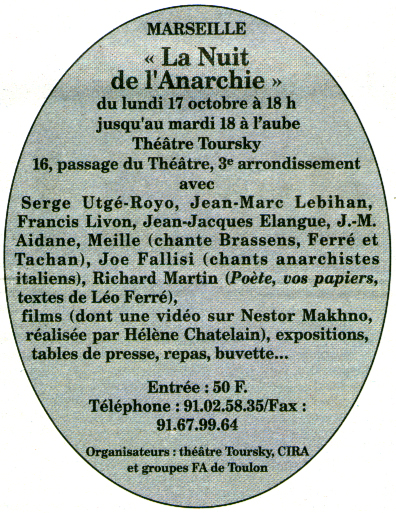 MARSEILLE
« La Nuit
de l'Anarchie »
du lundi 17 octobre à 18 h
jusqu'au mardi 18 à l'aube
Théâtre Toursky
16, passage du Théâtre, 3e arrondissement
avec
Serge Utgé-Royo, Jean-Marc Lebihan,
Francis Livon, Jean-Jacques Elangue, J.-M.
Aidane, Meille (chante Brassens, Ferré et
Tachan), Joe Fallisi (chants anarchistes
italiens), Richard Martin (Poète, vos papiers,
textes de Léo Ferré),
films (dont une vidéo sur Nestor Makhno,
réalisée par Hélène Chatelain), expositions,
tables de presse, repas, buvette...
Entrée : 50 F.
Téléphone : 91.02.58.35/Fax :
91.67.99.64
Organisateurs : théâtre Toursky, CIRA
et groupes FA de Toulon